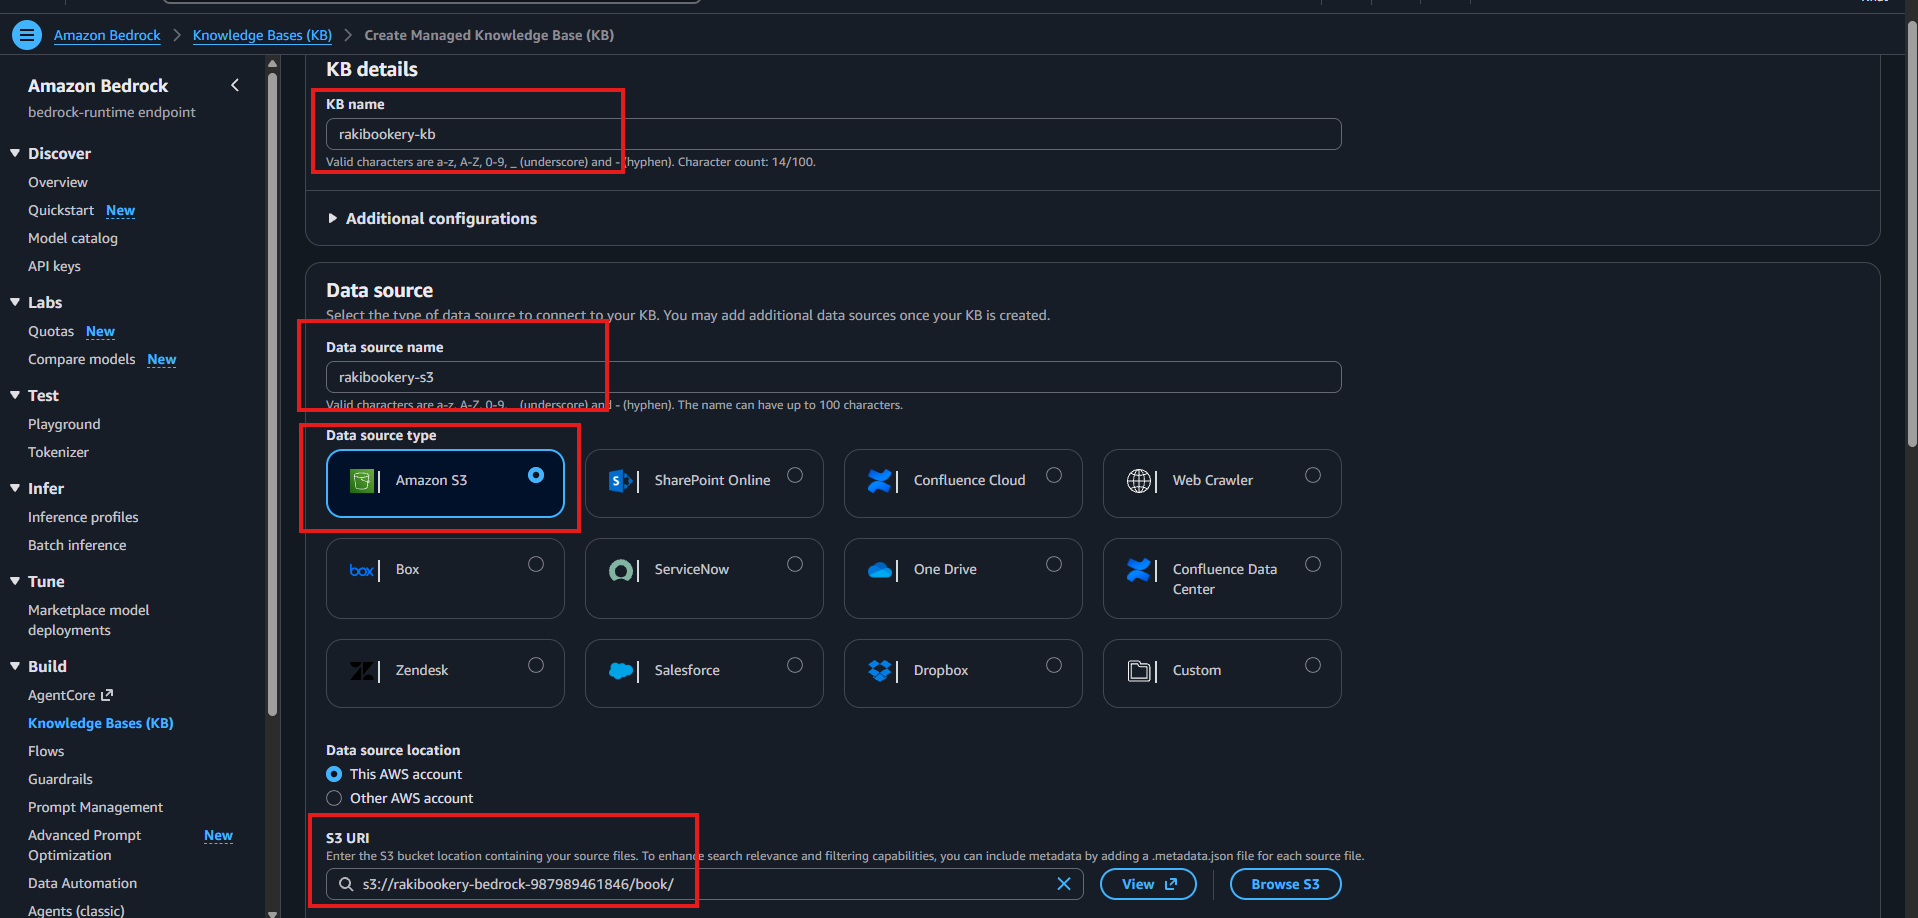 Amazon Bedrock
Knowledge Bases (KB)
Create Managed Knowledge Base (KB)
Amazon Bedrock
bedrock-runtime endpoint
Discover
Overview
Quickstart New
Model catalog
API keys
Labs
Quotas New
Compare models New
Test
Playground
Tokenizer
Infer
Inference profiles
Batch inference
Tune
Marketplace model
deployments
Build
AgentCore
Knowledge Bases (KB)
Flows
Guardrails
Prompt Management
Advanced Prompt New
Optimization
Data Automation
Agents (classic)
KB details
KB name
rakibookery-kb
Valid characters are a-z, A-Z, 0-9, _ (underscore) and - (hyphen). Character count: 14/100.
Additional configurations
Data source
Select the type of data source to connect to your KB. You may add additional data sources once your KB is created.
Data source name
rakibookery-s3
Valid characters are a-z, A-Z, 0-9, _ (underscore) and - (hyphen). The name can have up to 100 characters.
Data source type
Amazon S3
SharePoint Online
Confluence Cloud
Web Crawler
box Box
ServiceNow
One Drive
Confluence Data
Center
Zendesk
Salesforce
Dropbox
Custom
Data source location
This AWS account
Other AWS account
S3 URI
Enter the S3 bucket location containing your source files. To enhance search relevance and filtering capabilities, you can include metadata by adding a .metadata.json file for each source file.
s3://rakibookery-bedrock-987989461846/book/
View
Browse S3